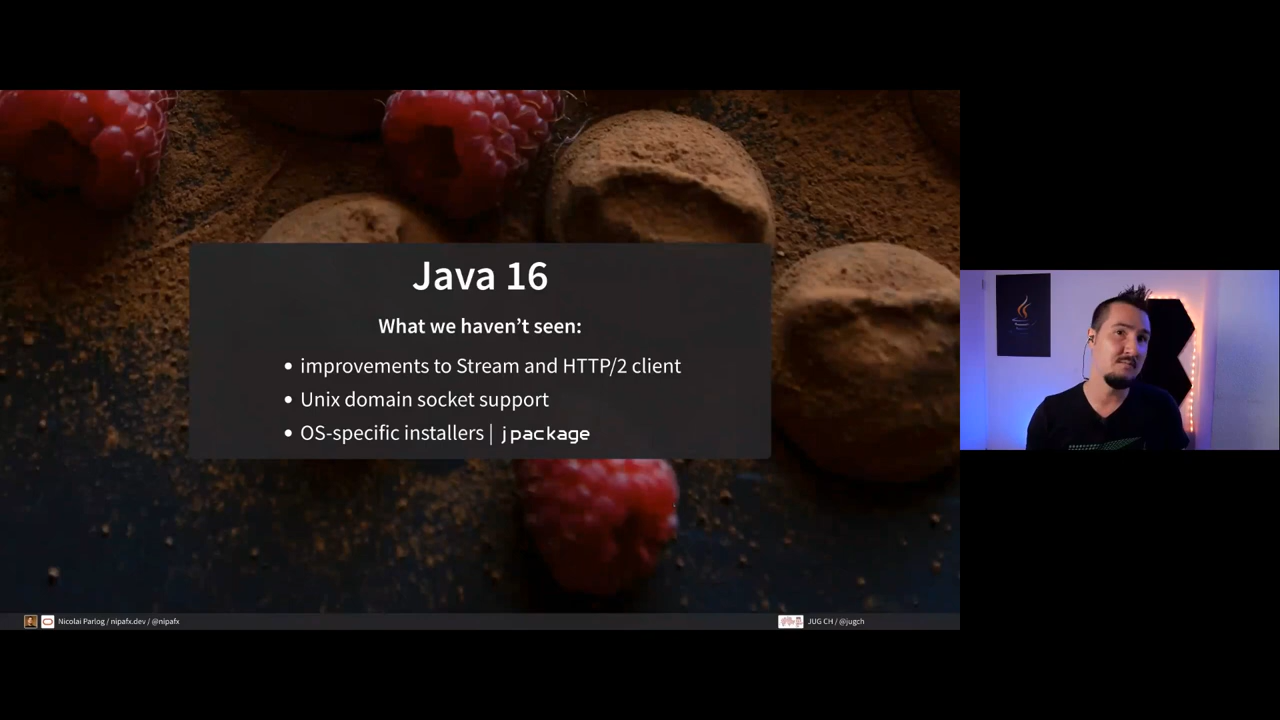 Java 16
What we haven’t seen:
• improvements to Stream and HTTP/2 client
• Unix domain socket support
• OS-specific installers | jpackage
Nicolai Parlog / nipafx.dev / @nipafx
JUG CH / @jugch